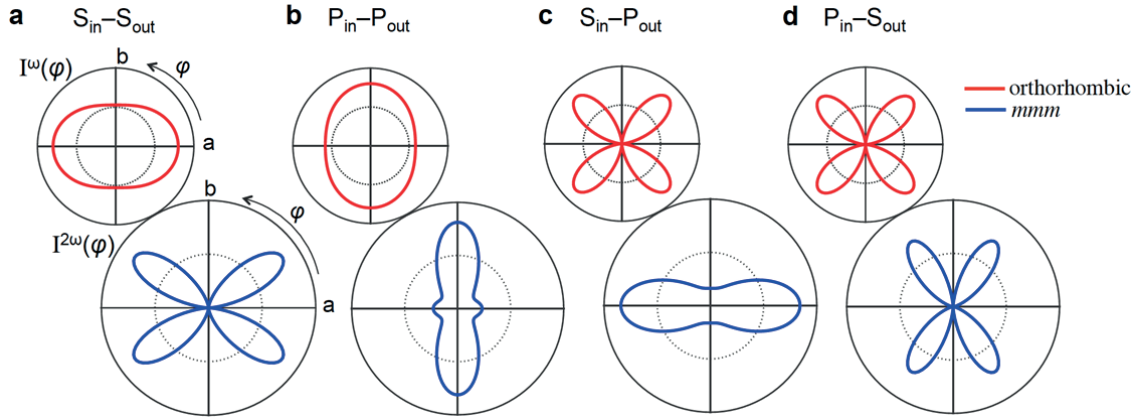 a S_in–S_out
b P_in–P_out
c S_in–P_out
d P_in–S_out
I^ω(φ)
b
φ
a
orthorhombic
mmm
I^2ω(φ)
b
φ
a